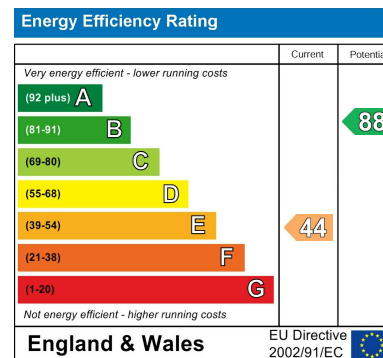 Energy Efficiency Rating
Current Potentia
Very energy efficient - lower running costs
(92 plus) A
(81-91) B
88
(69-80) C
(55-68) D
(39-54) E
44
(21-38) F
(1-20) G
Not energy efficient - higher running costs
England & Wales
EU Directive
2002/91/EC